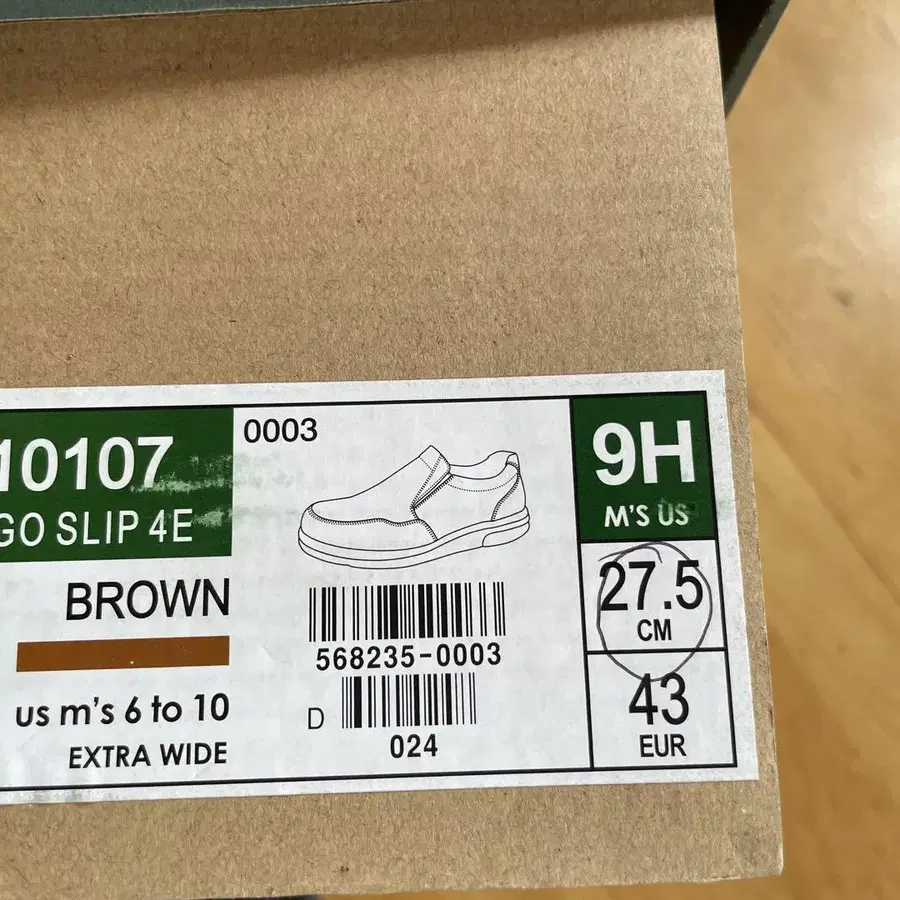 10107
GO SLIP 4E
BROWN
us m's 6 to 10
EXTRA WIDE
0003
568235-0003
D
024
9H
M'S US
27.5
CM
43
EUR